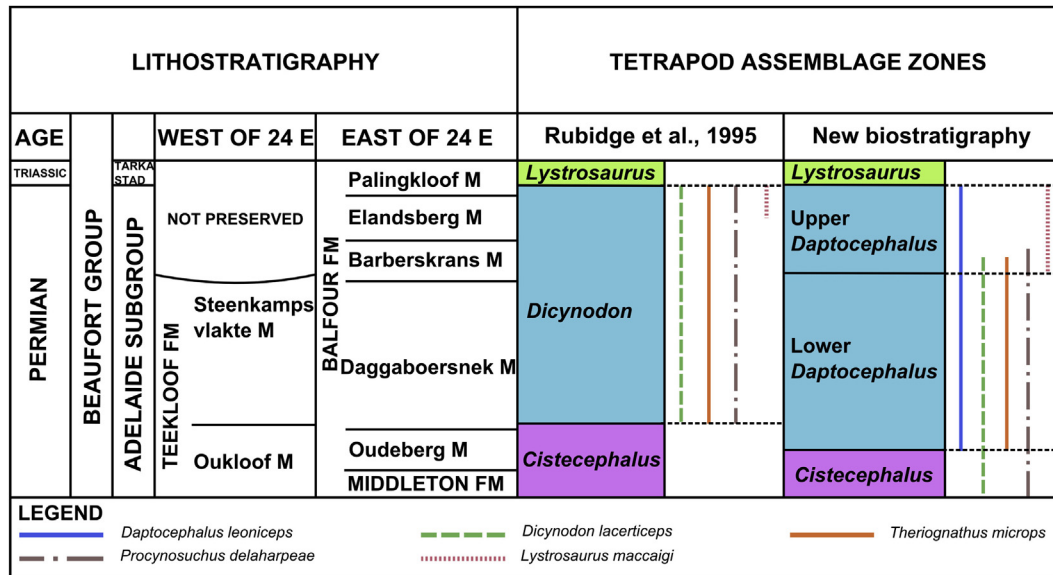 LITHOSTRATIGRAPHY
TETRAPOD ASSEMBLAGE ZONES
AGE
WEST OF 24 E
EAST OF 24 E
Rubidge et al., 1995
New biostratigraphy
TRIASSIC
PERMIAN
BEAUFORT GROUP
TARKA
STAD
ADELAIDE SUBGROUP
TEEKLOOF FM
NOT PRESERVED
Steenkamps
vlakte M
Oukloof M
BALFOUR FM
Palingkloof M
Elandsberg M
Barberskrans M
Daggaboersnek M
Oudeberg M
MIDDLETON FM
Lystrosaurus
Dicynodon
Cistecephalus
Lystrosaurus
Upper
Daptocephalus
Lower
Daptocephalus
Cistecephalus
LEGEND
Daptocephalus leoniceps
Dicynodon lacerticeps
Theriognathus microps
Procynosuchus delaharpeae
Lystrosaurus maccaigi